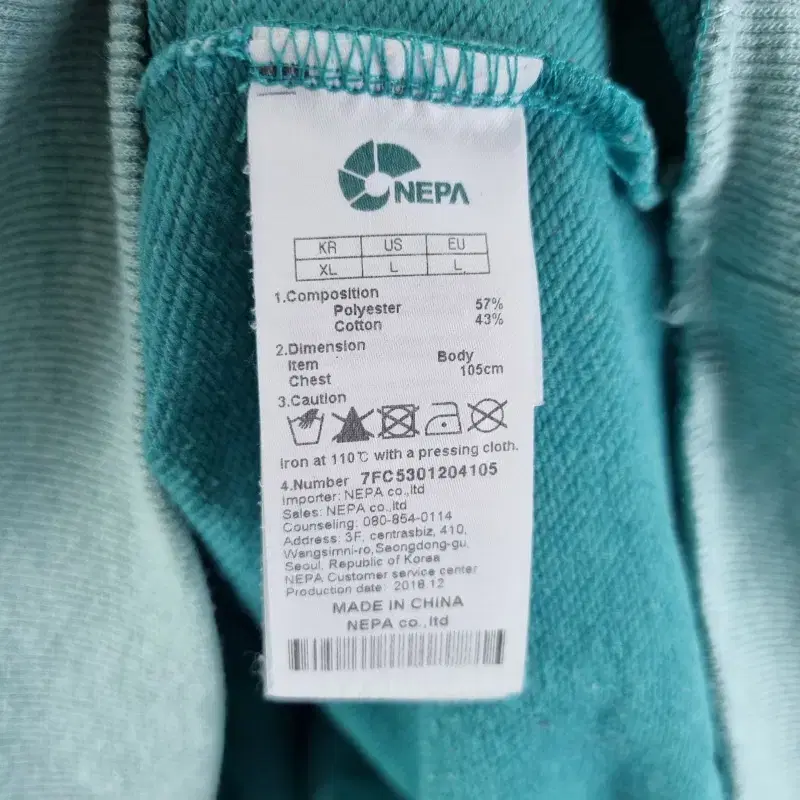 NEPA
KR US EU
XL L L
1.Composition
Polyester 57%
Cotton 43%
2.Dimension
Item Body
Chest 105cm
3.Caution
Iron at 110℃ with a pressing cloth.
4.Number 7FC5301204105
Importer: NEPA co.,ltd
Sales: NEPA co.,ltd
Counseling: 080-854-0114
Address: 3F, centrasbiz, 410,
Wangsimni-ro,Seongdong-gu,
Seoul, Republic of Korea
NEPA Customer service center
Production date: 2018.12
MADE IN CHINA
NEPA co.,ltd